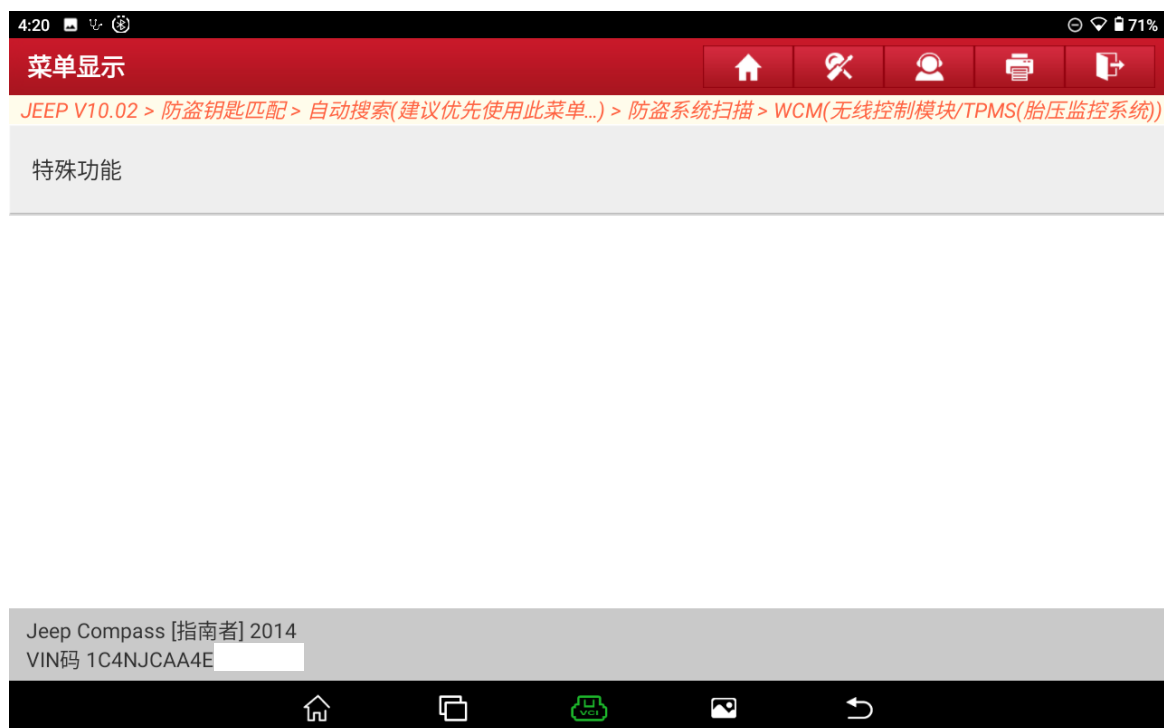 4:20
71%
菜单显示
JEEP V10.02 > 防盗钥匙匹配 > 自动搜索(建议优先使用此菜单...) > 防盗系统扫描 > WCM(无线控制模块/TPMS(胎压监控系统))
特殊功能
Jeep Compass [指南者] 2014
VIN码 1C4NJCAA4E
VCI